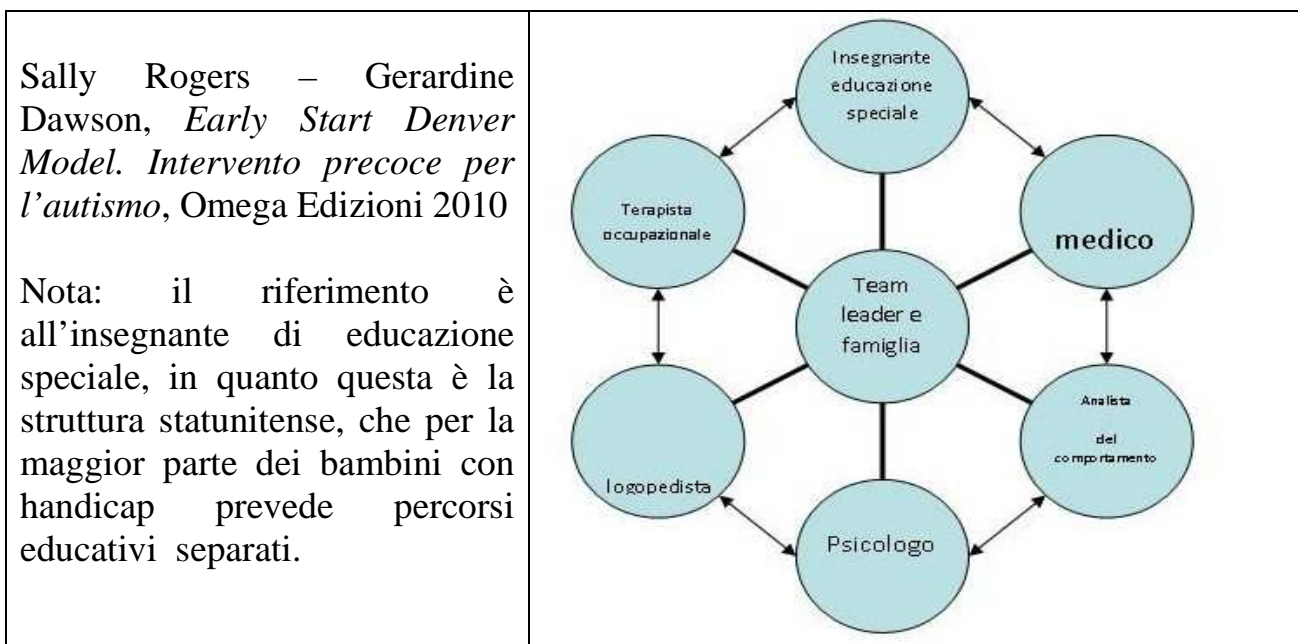 Sally Rogers – Gerardine
Dawson, Early Start Denver
Model. Intervento precoce per
l’autismo, Omega Edizioni 2010
Nota: il riferimento è
all’insegnante di educazione
speciale, in quanto questa è la
struttura statunitense, che per la
maggior parte dei bambini con
handicap prevede percorsi
educativi separati.
Insegnante
educazione
speciale
Terapista
occupazionale
medico
Team
leader e
famiglia
logopedista
Analista
del
comportamento
Psicologo